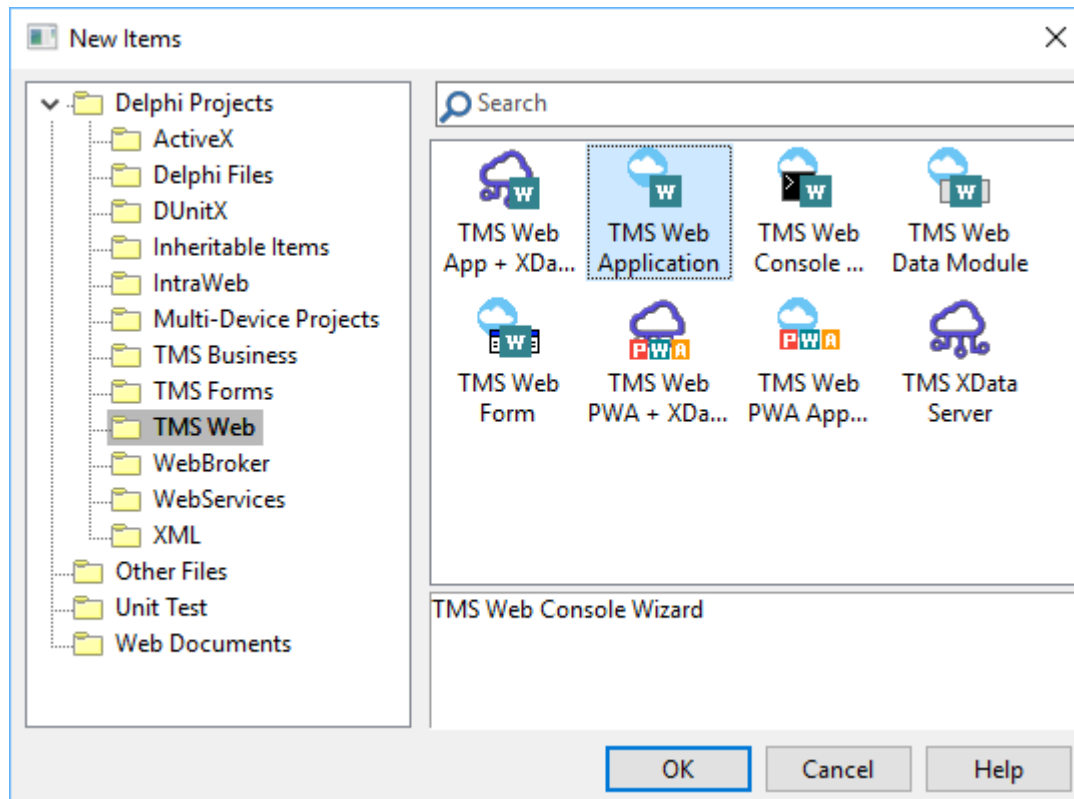 New Items
Delphi Projects
ActiveX
Delphi Files
DUnitX
Inheritable Items
IntraWeb
Multi-Device Projects
TMS Business
TMS Forms
TMS Web
WebBroker
WebServices
XML
Other Files
Unit Test
Web Documents
Search
W
TMS Web
App + XDa...
W
TMS Web
Application
W
TMS Web
Console ...
W
TMS Web
Data Module
W
TMS Web
Form
PWA
TMS Web
PWA + XDa...
PWA
TMS Web
PWA App...
TMS XData
Server
TMS Web Console Wizard
OK
Cancel
Help